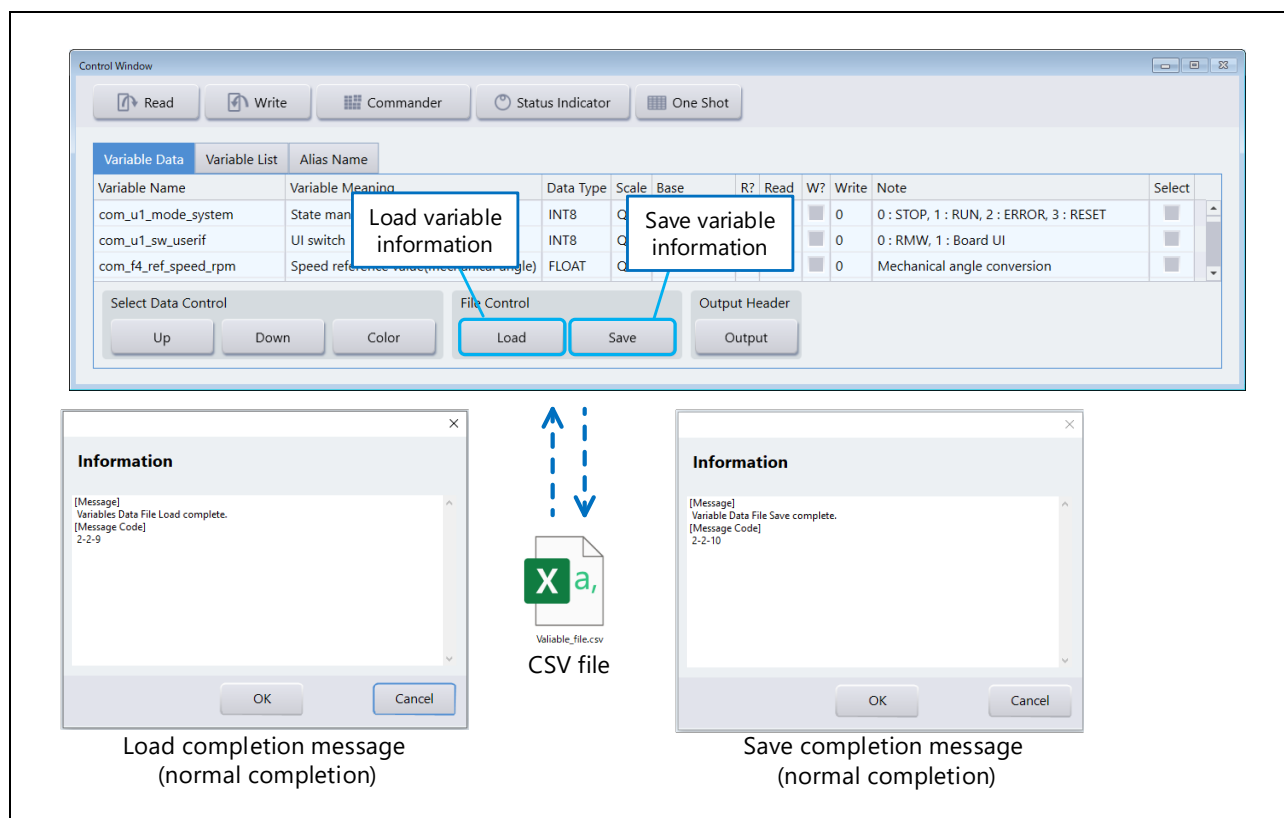 Control Window
Read Write Commander Status Indicator One Shot
Variable Data Variable List Alias Name
Variable Name Variable Meaning Data Type Scale Base R? Read W? Write Note Select
com_u1_mode_system State man INT8 Q 0 0 : STOP, 1 : RUN, 2 : ERROR, 3 : RESET
com_u1_sw_userif UI switch INT8 Q 0 0 : RMW, 1 : Board UI
com_f4_ref_speed_rpm Speed reference value(mechanical angle) FLOAT Q 0 Mechanical angle conversion
Load variable
information
Save variable
information
Select Data Control File Control Output Header
Up Down Color Load Save Output
Information
[Message]
Variables Data File Load complete.
[Message Code]
2-2-9
OK Cancel
Load completion message
(normal completion)
a,
X
Valiable_file.csv
CSV file
Information
[Message]
Variable Data File Save complete.
[Message Code]
2-2-10
OK Cancel
Save completion message
(normal completion)